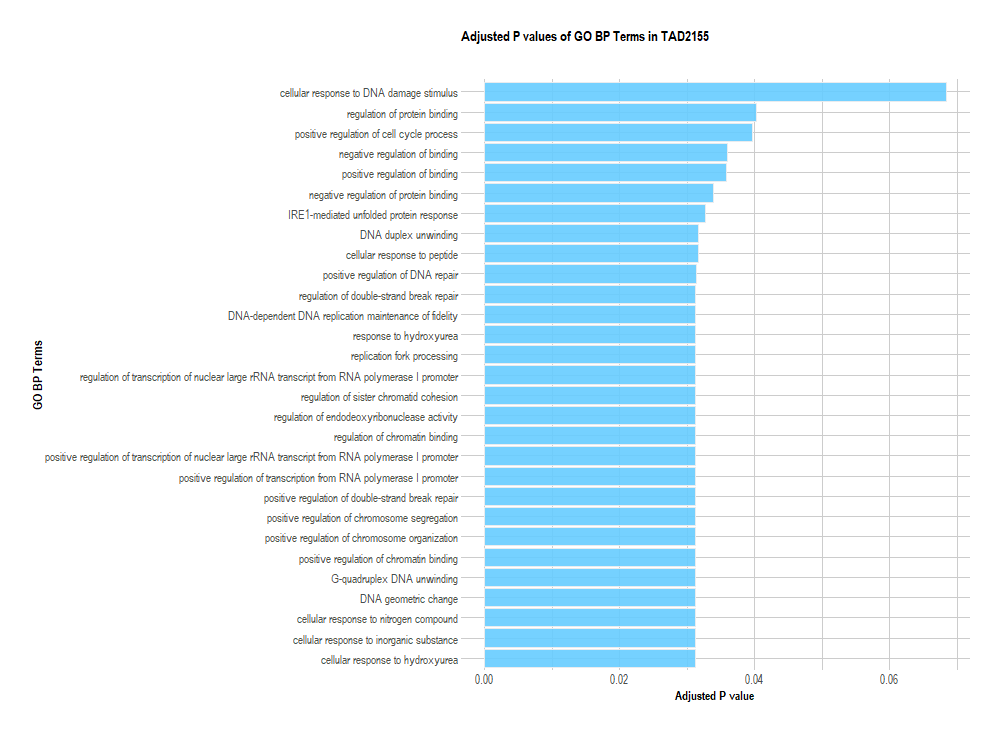 Adjusted P values of GO BP Terms in TAD2155
cellular response to DNA damage stimulus
regulation of protein binding
positive regulation of cell cycle process
negative regulation of binding
positive regulation of binding
negative regulation of protein binding
IRE1-mediated unfolded protein response
DNA duplex unwinding
cellular response to peptide
positive regulation of DNA repair
regulation of double-strand break repair
DNA-dependent DNA replication maintenance of fidelity
response to hydroxyurea
replication fork processing
regulation of transcription of nuclear large rRNA transcript from RNA polymerase I promoter
regulation of sister chromatid cohesion
regulation of endodeoxyribonuclease activity
regulation of chromatin binding
positive regulation of transcription of nuclear large rRNA transcript from RNA polymerase I promoter
positive regulation of transcription from RNA polymerase I promoter
positive regulation of double-strand break repair
positive regulation of chromosome segregation
positive regulation of chromosome organization
positive regulation of chromatin binding
G-quadruplex DNA unwinding
DNA geometric change
cellular response to nitrogen compound
cellular response to inorganic substance
cellular response to hydroxyurea
GO BP Terms
0.00 0.02 0.04 0.06
Adjusted P value